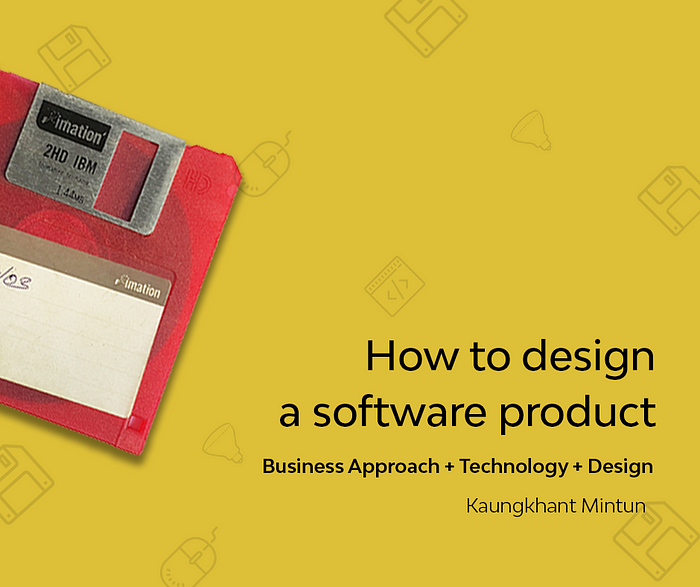 imation
2HD IBM
1.44MB
HD
imation
</>
How to design
a software product
Business Approach + Technology + Design
Kaungkhant Mintun